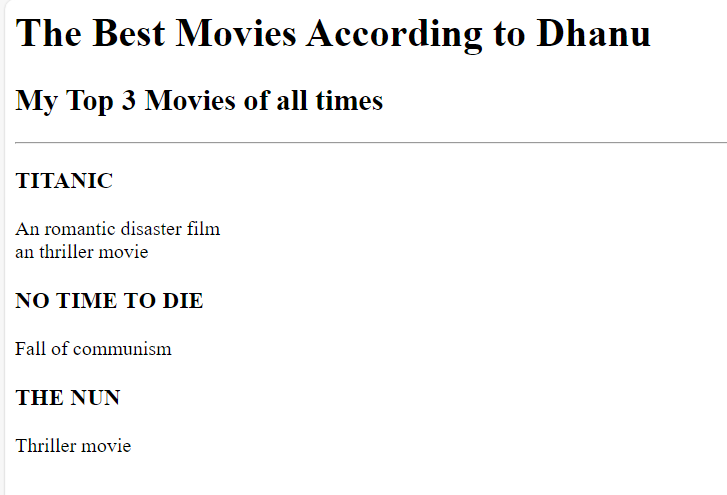 The Best Movies According to Dhanu
My Top 3 Movies of all times
TITANIC
An romantic disaster film
an thriller movie
NO TIME TO DIE
Fall of communism
THE NUN
Thriller movie